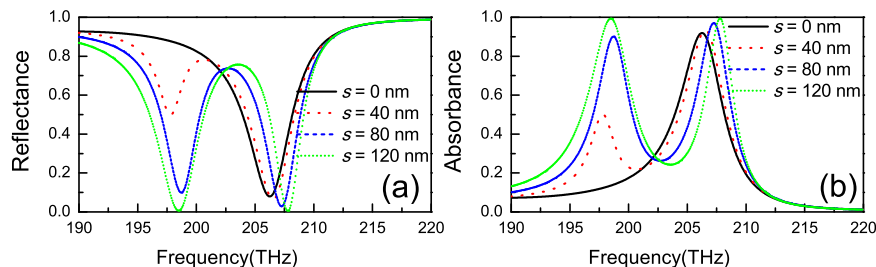 1.0
0.8
0.6
0.4
0.2
0.0
Reflectance
190 195 200 205 210 215 220
Frequency(THz)
s = 0 nm
s = 40 nm
s = 80 nm
s = 120 nm
(a)
1.0
0.8
0.6
0.4
0.2
0.0
Absorbance
190 195 200 205 210 215 220
Frequency(THz)
s = 0 nm
s = 40 nm
s = 80 nm
s = 120 nm
(b)